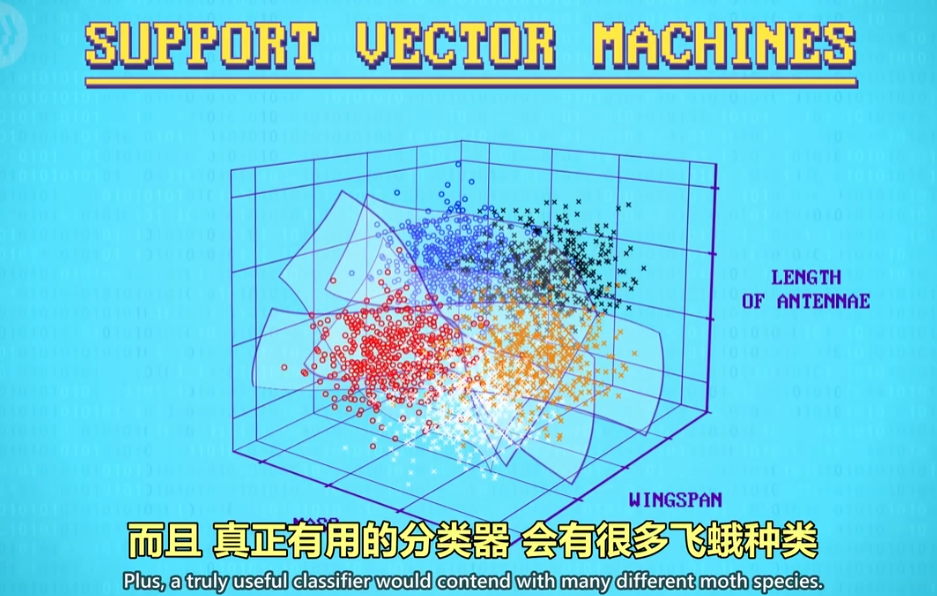 SUPPORT VECTOR MACHINES
LENGTH
OF ANTENNAE
WINGSPAN
MASS
而且 真正有用的分类器 会有很多飞蛾种类
Plus, a truly useful classifier would contend with many different moth species.